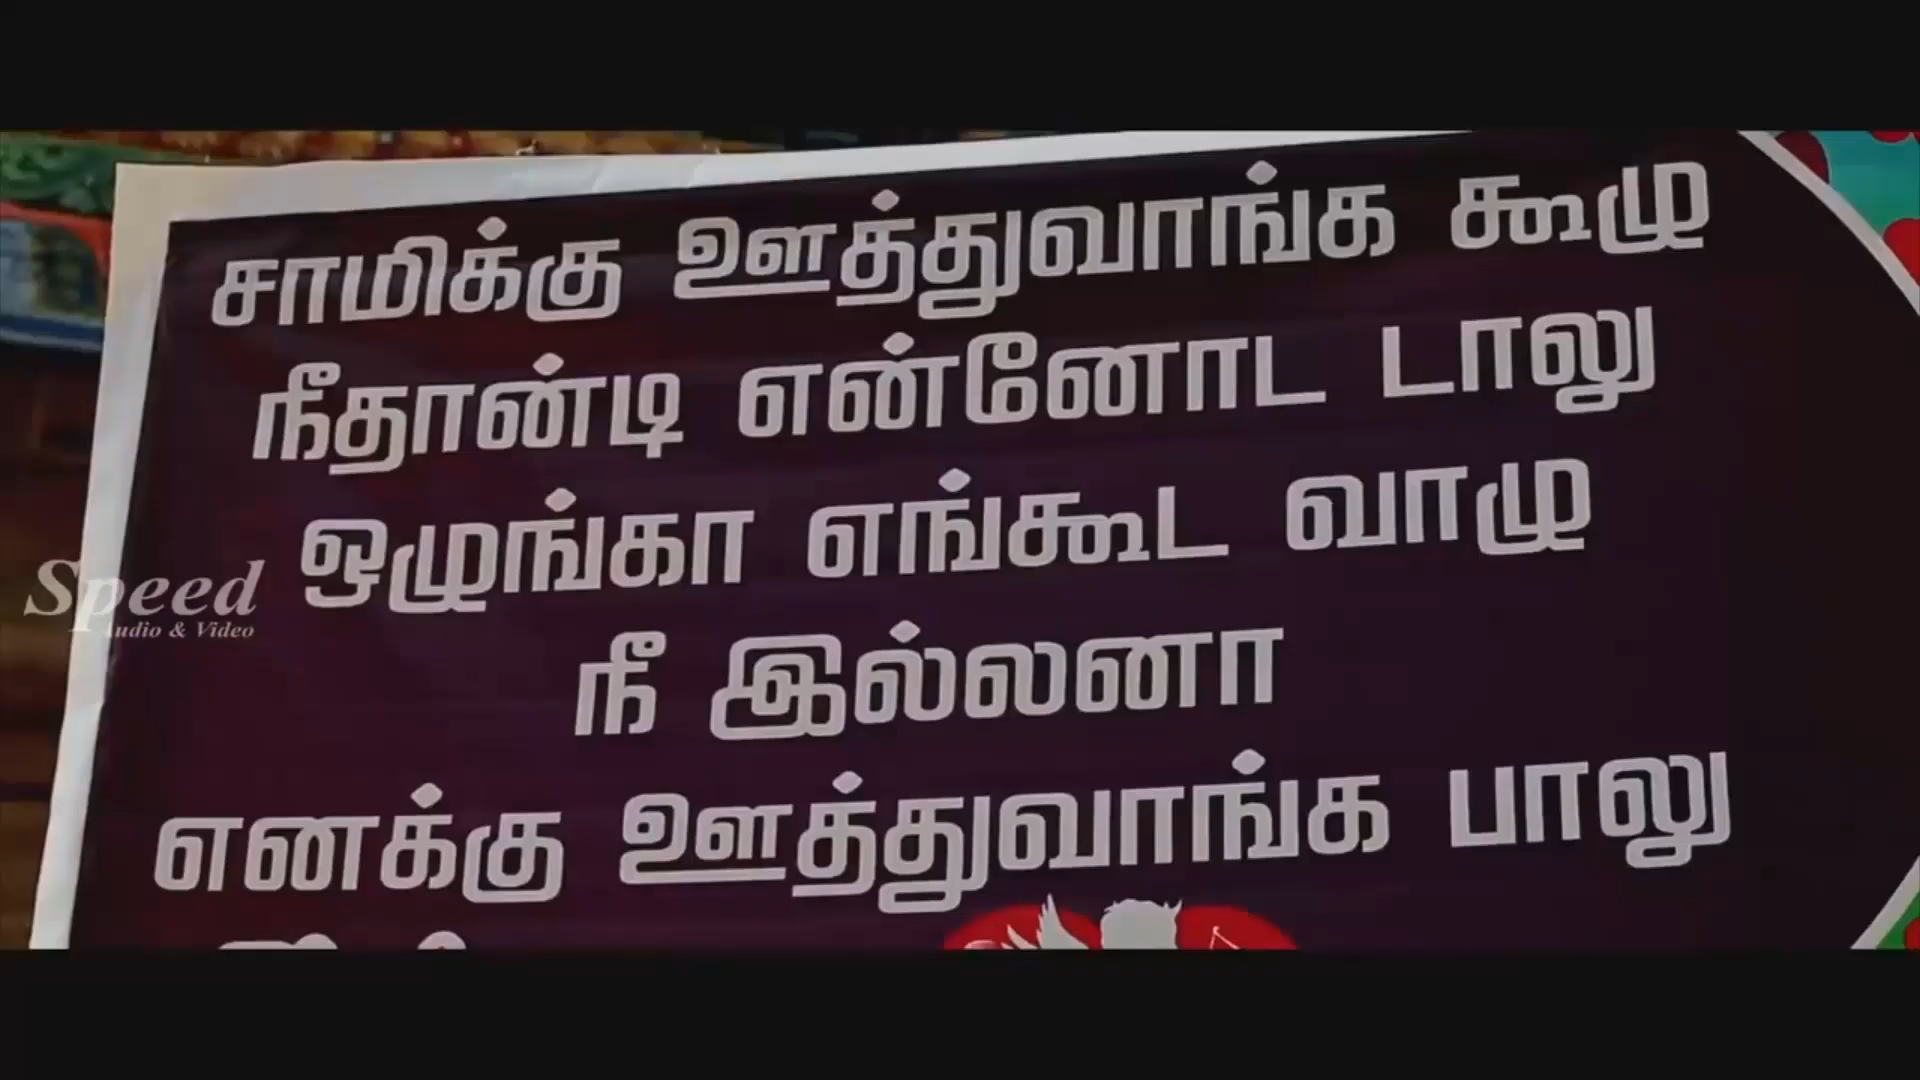 சாமிக்கு ஊத்துவாங்க கூழு
நீதாண்டி என்னோட டாலு
ஒழுங்கா எங்கூட வாழு
நீ இல்லனா
எனக்கு ஊத்துவாங்க பாலு
Speed
Audio & Video